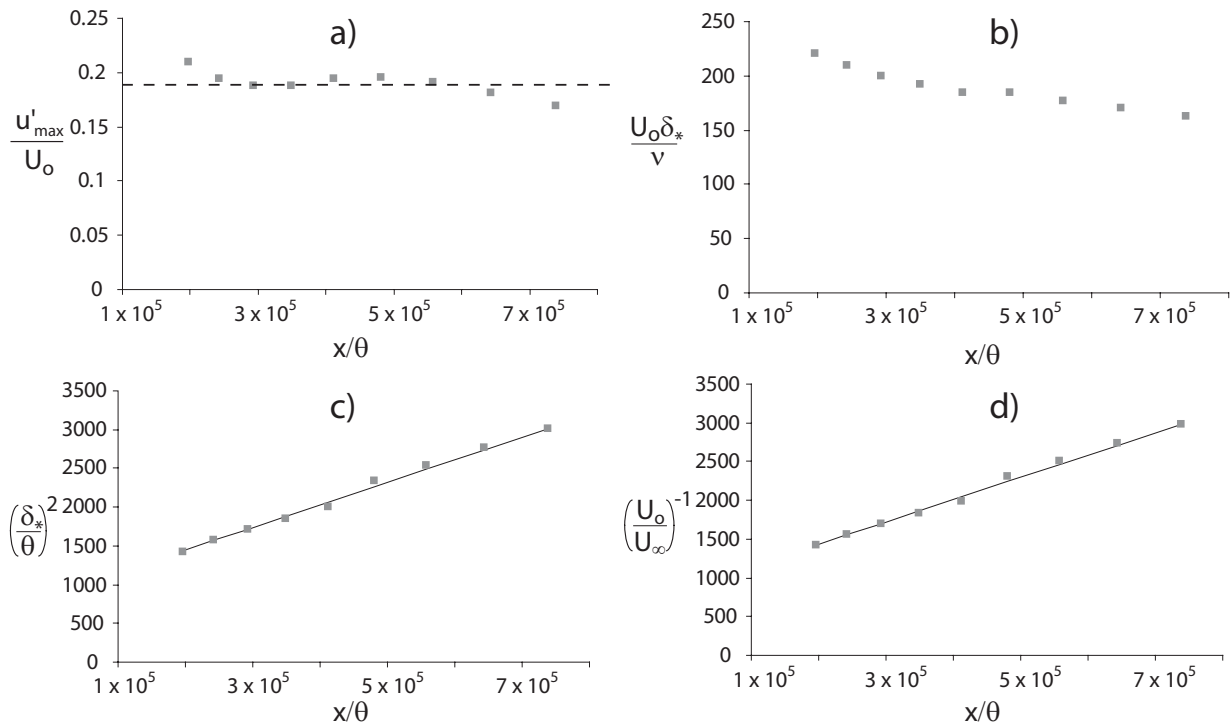 a)
0.25
0.2
0.15
0.1
0.05
0
u'max
Uo
1 x 10^5
3 x 10^5
5 x 10^5
7 x 10^5
x/θ
b)
250
200
150
100
50
0
Uoδ*
ν
1 x 10^5
3 x 10^5
5 x 10^5
7 x 10^5
x/θ
c)
3500
3000
2500
2000
1500
1000
500
0
(δ*/θ)^2
1 x 10^5
3 x 10^5
5 x 10^5
7 x 10^5
x/θ
d)
3500
3000
2500
2000
1500
1000
500
0
(Uo/U∞)^-1
1 x 10^5
3 x 10^5
5 x 10^5
7 x 10^5
x/θ